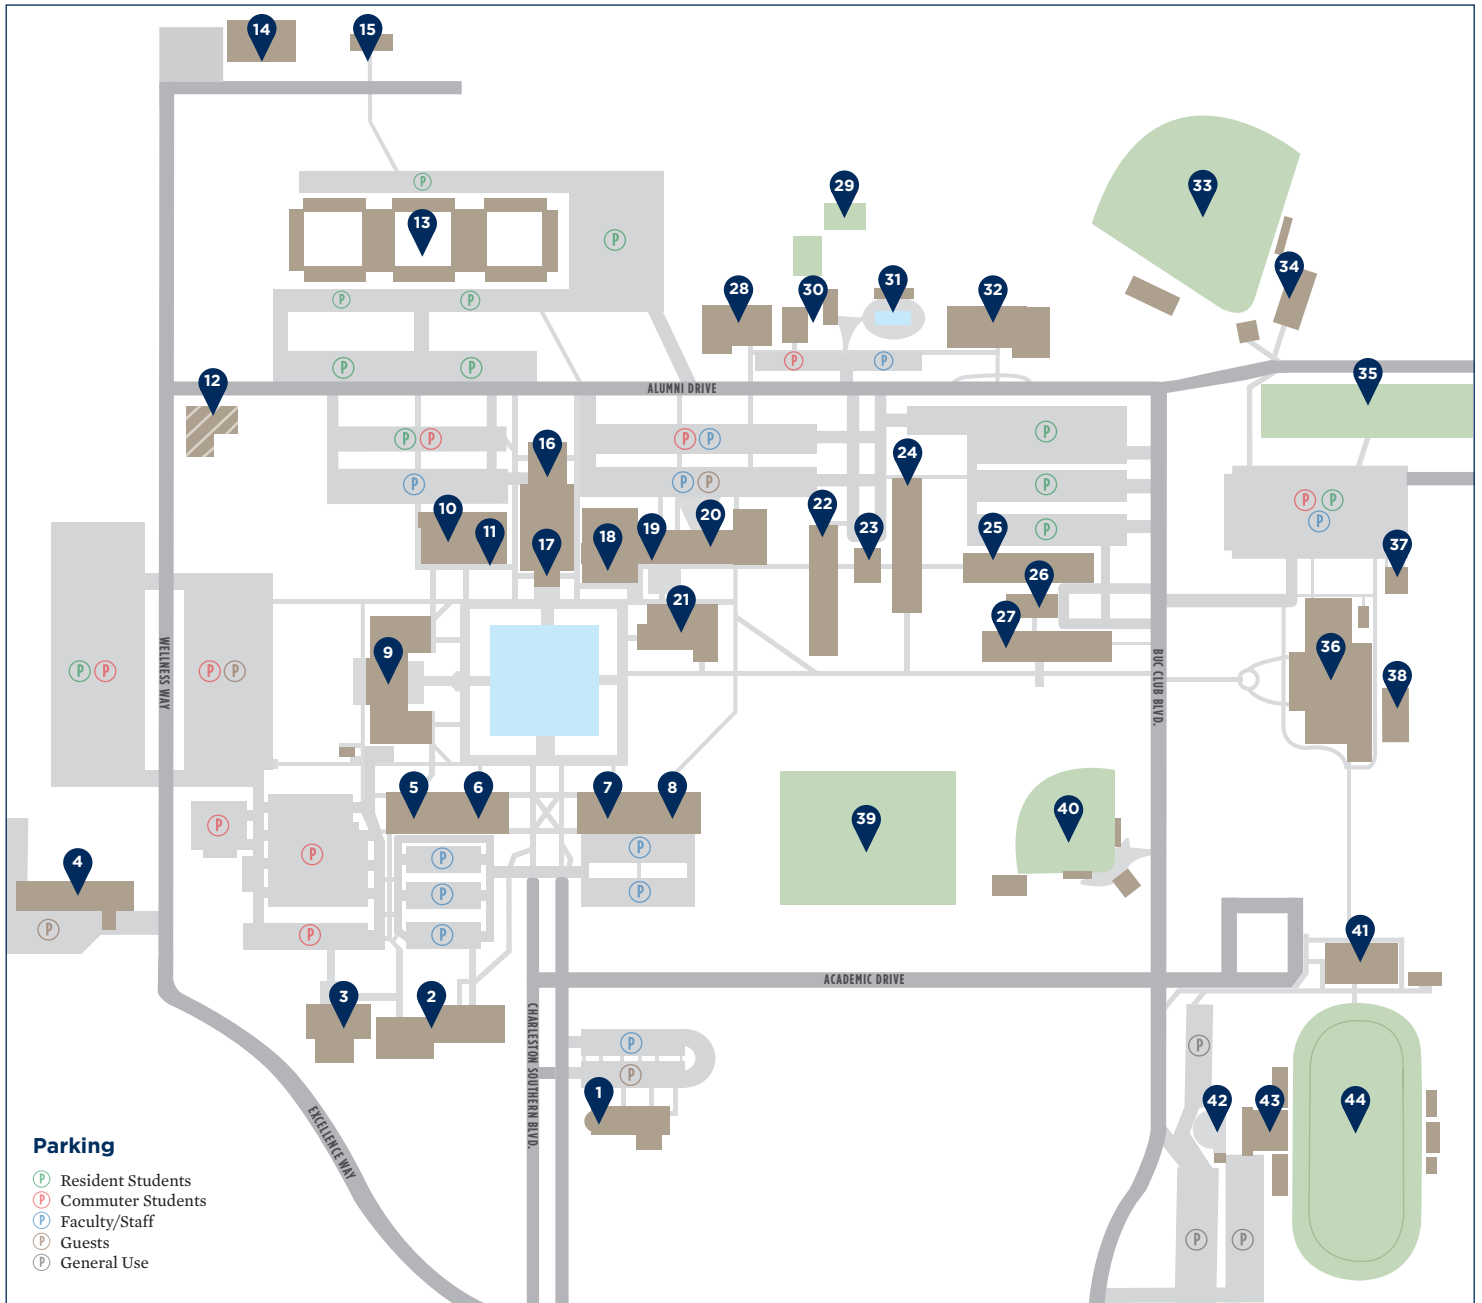 14
15
P
13
P
29
33
28
30
31
32
34
P
P
P
P
P
P
12
ALUMNI DRIVE
35
P
P
16
P
P
24
P
P
P
P
P
P
P
P
10
11
17
18
19
20
22
23
25
P
37
26
21
27
9
P
P
P
P
WELLNESS WAY
BUC CLUB BLVD.
36
38
5
6
7
8
39
40
P
P
P
P
4
P
P
P
P
P
P
41
ACADEMIC DRIVE
3
2
CHARLESTON SOUTHERN BLVD.
P
P
P
1
42
43
44
EXCELLENCE WAY
P
P
Parking
P Resident Students
P Commuter Students
P Faculty/Staff
P Guests
P General Use